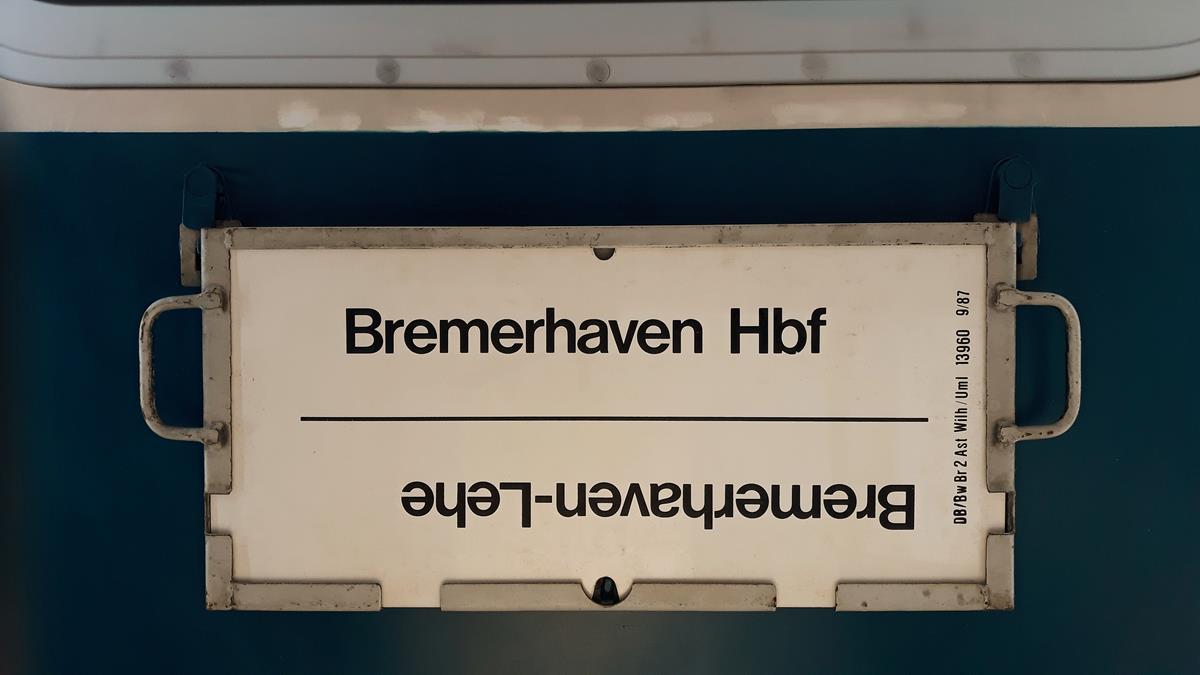 Bremerhaven Hbf
Bremerhaven-Lehe
DB/Bw Br 2 Ast Wilh/Uml 13960 9/87